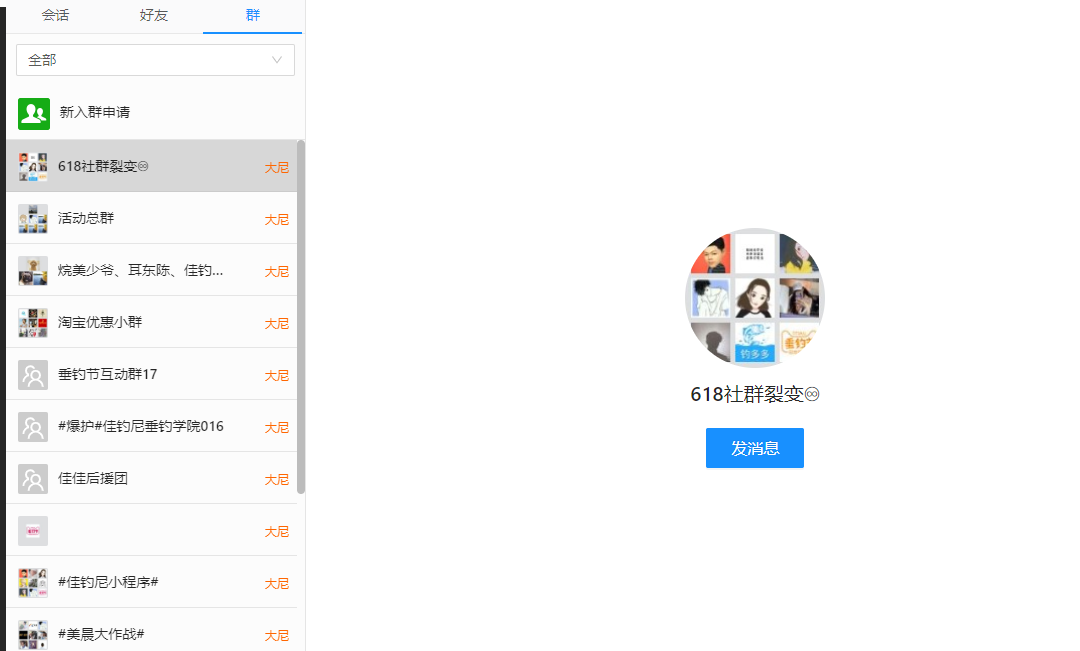 会话 好友 群
全部
新入群申请
618社群裂变♾ 大尼
活动总群 大尼
烷美少爷、耳东陈、佳钓... 大尼
淘宝优惠小群 大尼
垂钓节互动群17 大尼
#爆护#佳钓尼垂钓学院016 大尼
佳佳后援团 大尼
大尼
#佳钓尼小程序# 大尼
#美晨大作战# 大尼
钓多多
垂钓
618社群裂变♾
发消息